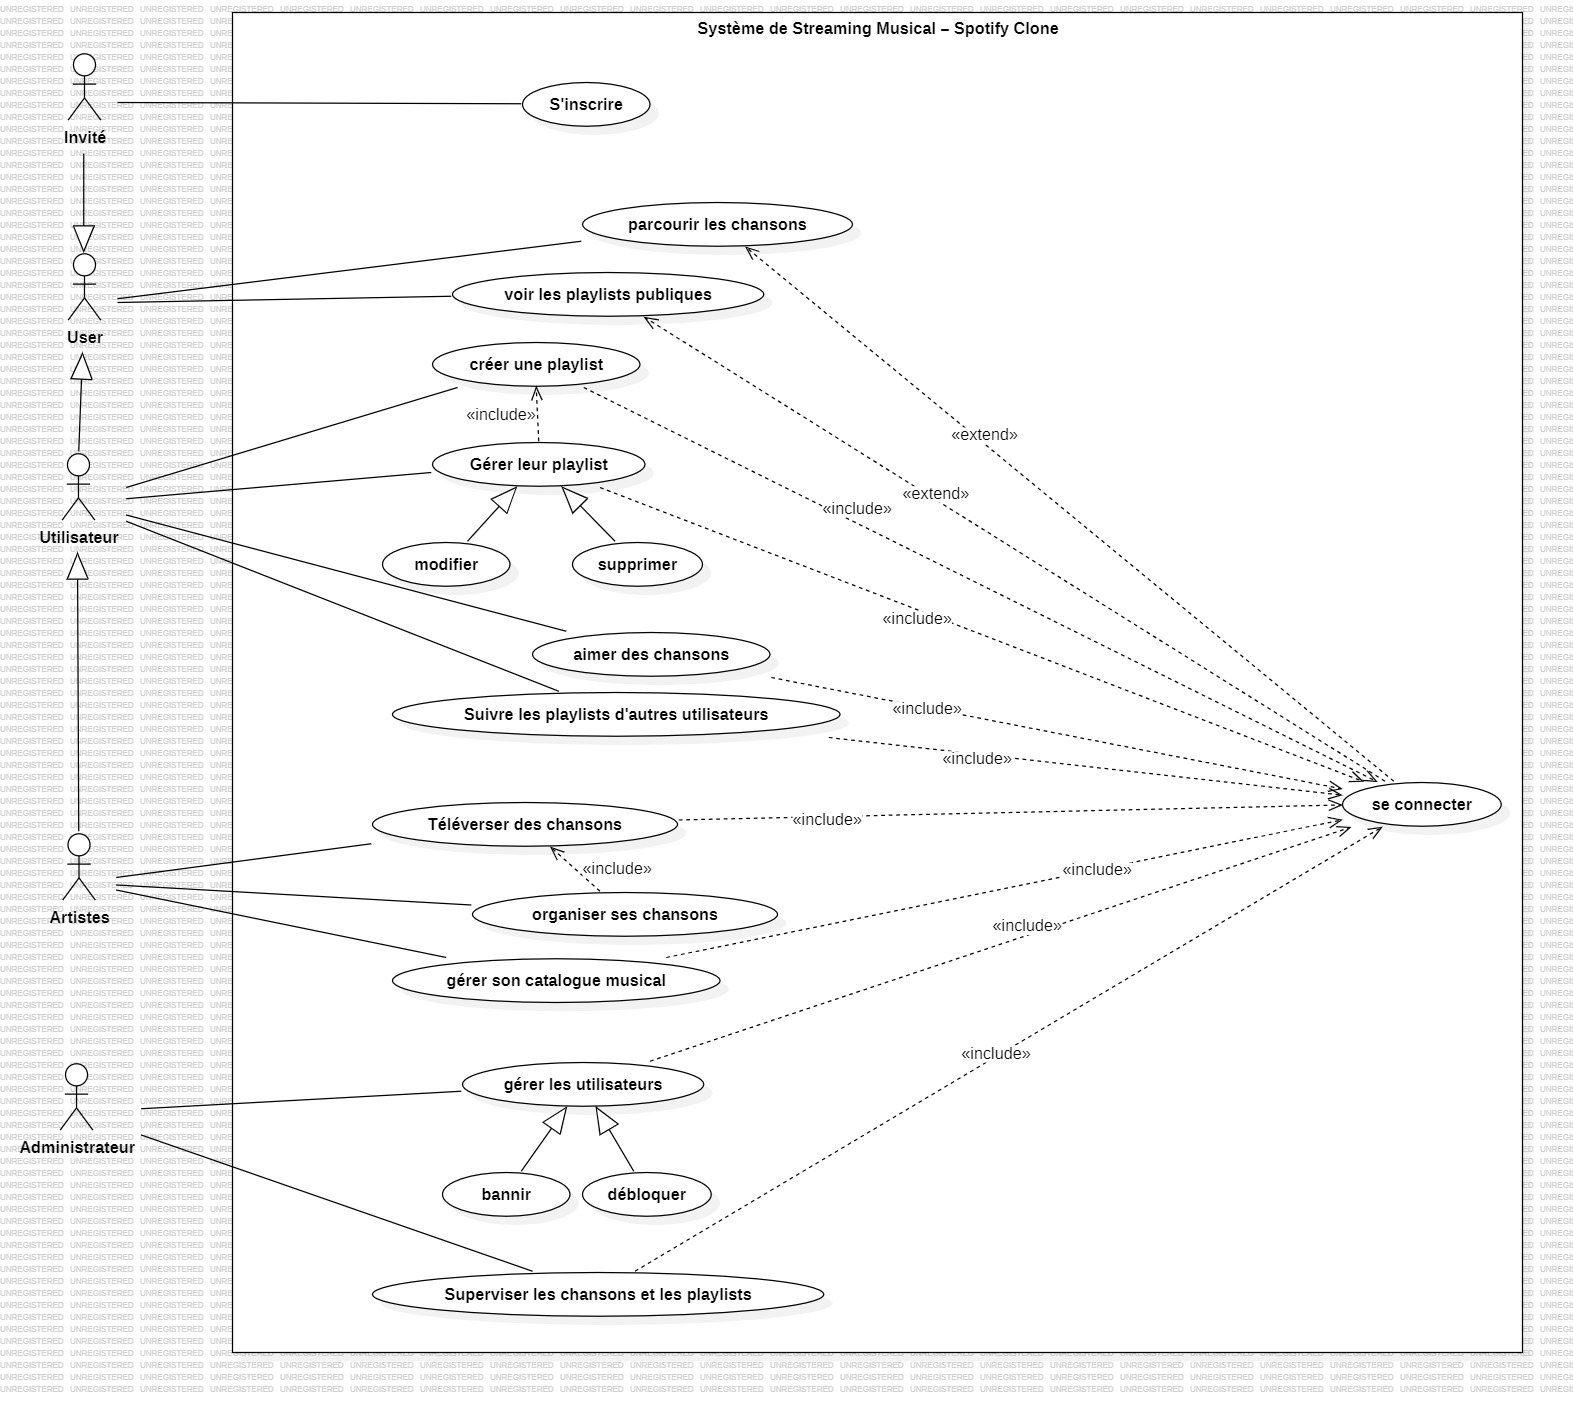 Système de Streaming Musical – Spotify Clone
Invité
S'inscrire
parcourir les chansons
voir les playlists publiques
User
créer une playlist
«include»
«extend»
Gérer leur playlist
«extend»
«include»
Utilisateur
modifier
supprimer
«include»
aimer des chansons
«include»
Suivre les playlists d'autres utilisateurs
«include»
se connecter
Téléverser des chansons
«include»
«include»
«include»
Artistes
organiser ses chansons
«include»
gérer son catalogue musical
«include»
gérer les utilisateurs
Administrateur
bannir
débloquer
Superviser les chansons et les playlists
UNREGISTERED